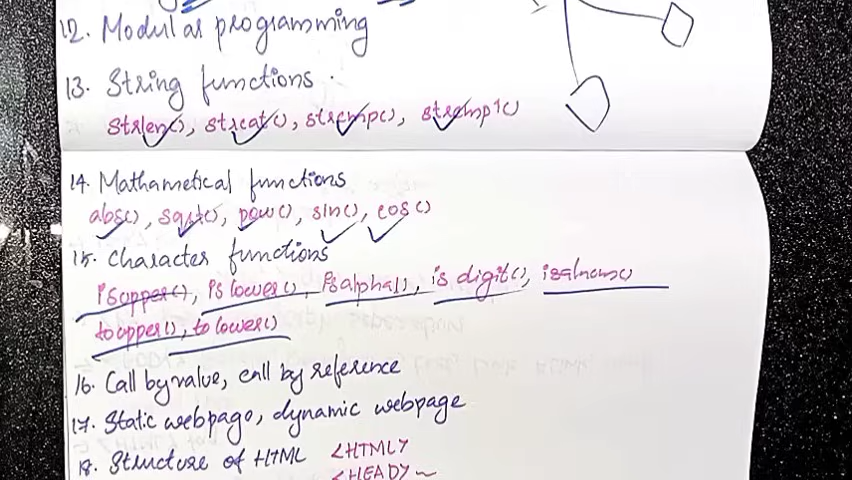 12. Modular programming
13. String functions
strlen(), strcat(), strcmp(), strcmpi()
14. Mathametical functions
abs(), sqrt(), pow(), sin(), cos()
15. Character functions
isupper(), islower(), isalpha(), isdigit(), isalnum()
toupper(), tolower()
16. Call by value, call by reference
17. Static webpage, dynamic webpage
18. Structure of HTML <HTML>
<HEAD>